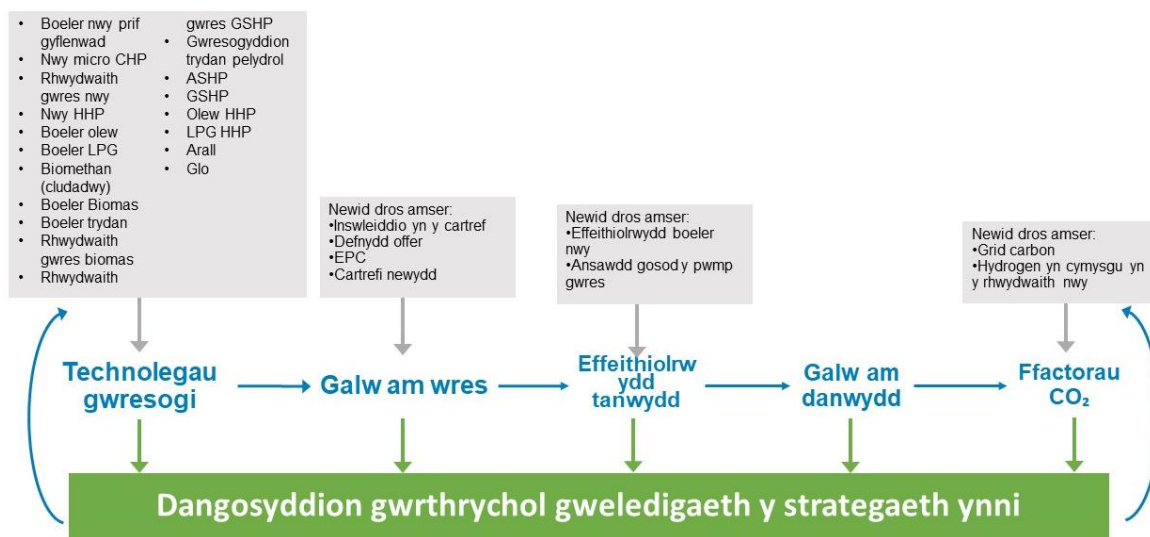 • Boeler nwy prif
gyflenwad
• Nwy micro CHP
• Rhwydwaith
gwres nwy
• Nwy HHP
• Boeler olew
• Boeler LPG
• Biomethan
(cludadwy)
• Boeler Biomas
• Boeler trydan
• Rhwydwaith
gwres biomas
• Rhwydwaith
gwres GSHP
• Gwresogyddion
trydan pelydrol
• ASHP
• GSHP
• Olew HHP
• LPG HHP
• Arall
• Glo
Newid dros amser:
•Inswleiddio yn y cartref
•Defnydd offer
•EPC
•Cartrefi newydd
Newid dros amser:
•Effeithiolrwydd boeler
nwy
•Ansawdd gosod y pwmp
gwres
Newid dros amser:
•Grid carbon
•Hydrogen yn cymysgu yn
y rhwydwaith nwy
Technolegau
gwresogi
Galw am wres
Effeithiolrw
ydd
tanwydd
Galw am
danwydd
Ffactorau
CO₂
Dangosyddion gwrthrychol gweledigaeth y strategaeth ynni